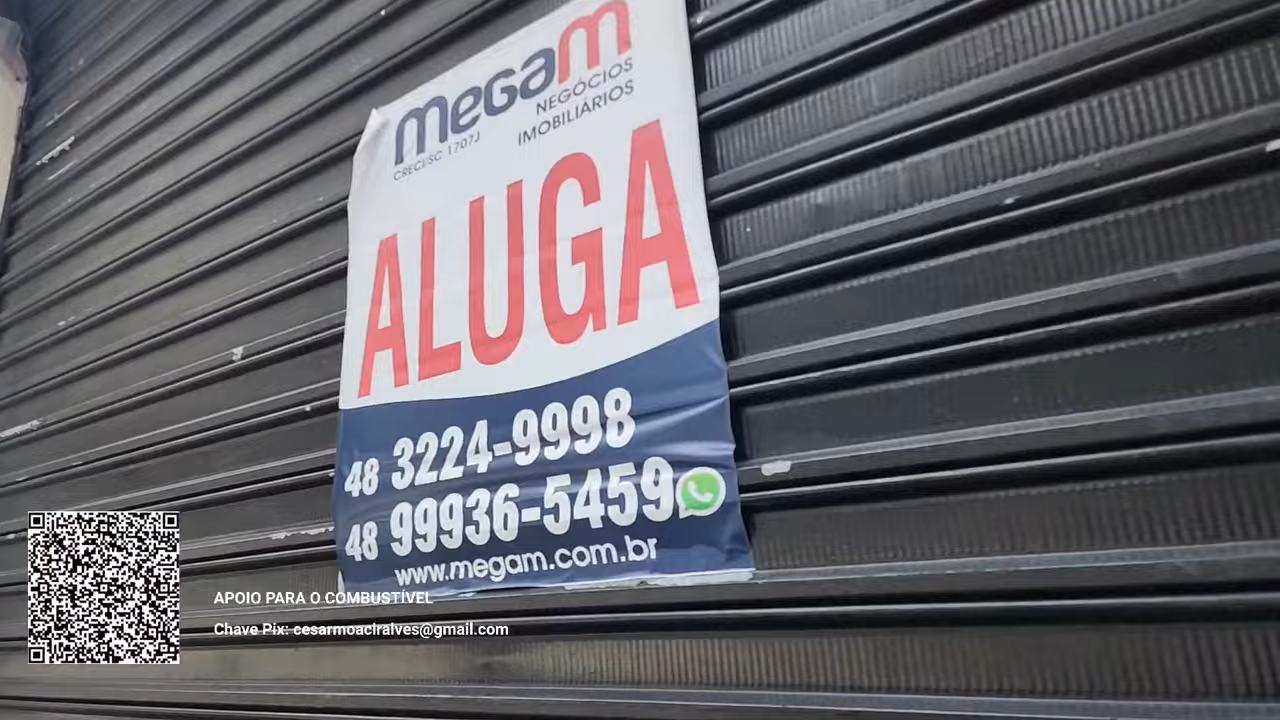 megam
NEGÓCIOS
IMOBILIÁRIOS
CRECI/SC 1707J
ALUGA
48 3224-9998
48 99936-5459
www.megam.com.br
APOIO PARA O COMBUSTÍVEL
Chave Pix: cesarmoaciralves@gmail.com